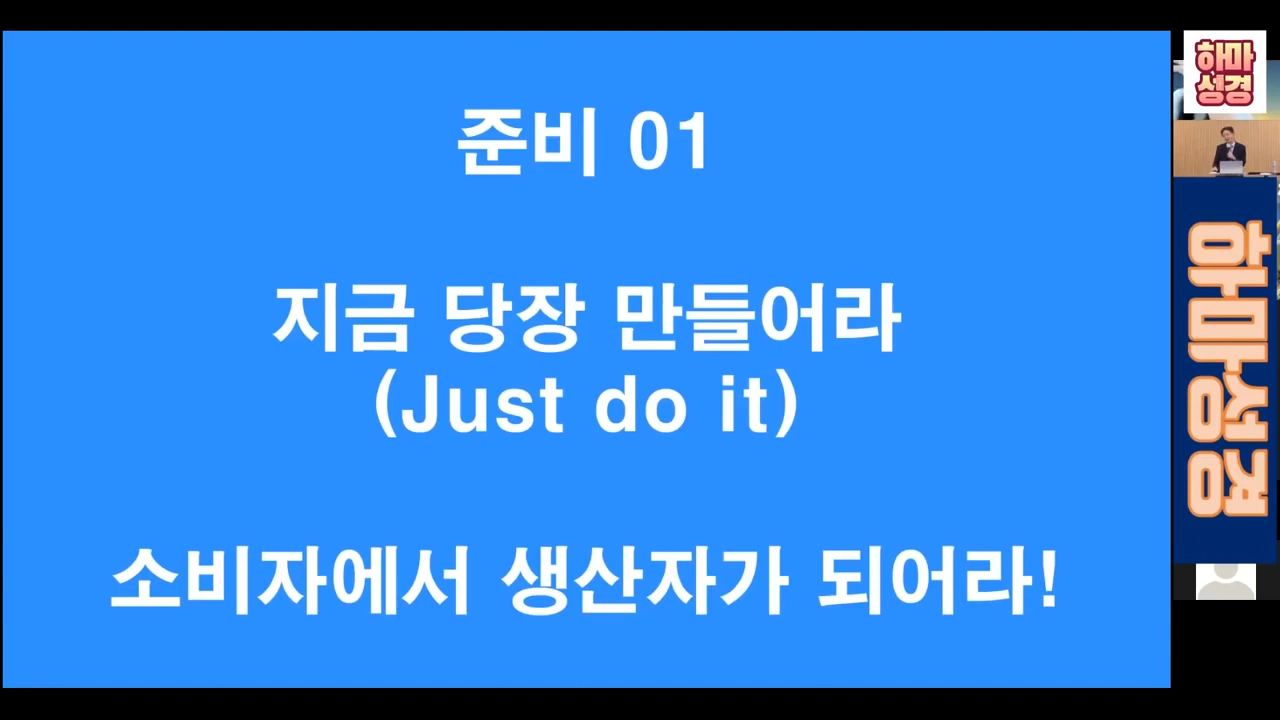 준비 01
지금 당장 만들어라
(Just do it)
소비자에서 생산자가 되어라!
하마
성경
하마성경